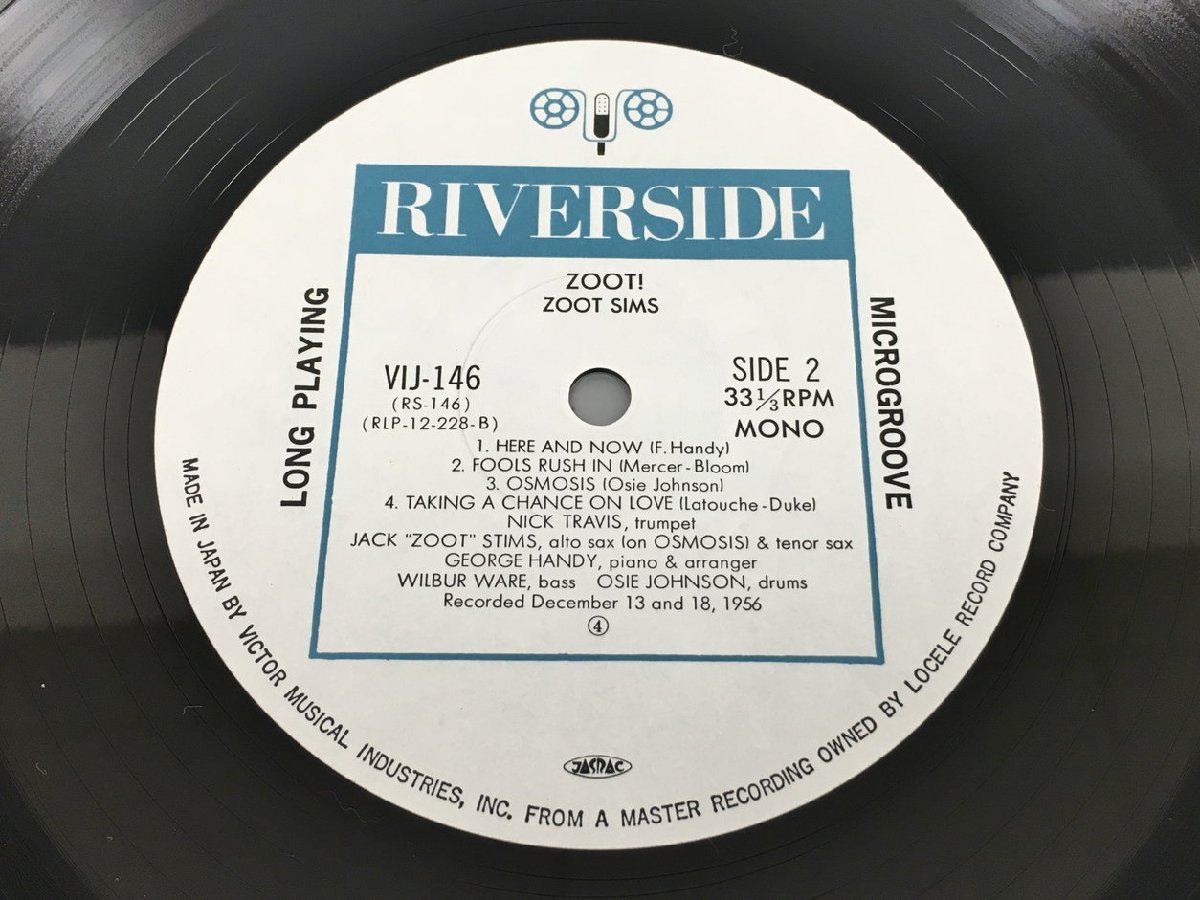 RIVERSIDE
ZOOT!
ZOOT SIMS
LONG PLAYING
MICROGROOVE
VIJ-146
(RS-146)
(RLP-12-228-B)
SIDE 2
33⅓RPM
MONO
1. HERE AND NOW (F. Handy)
2. FOOLS RUSH IN (Mercer-Bloom)
3. OSMOSIS (Osie Johnson)
4. TAKING A CHANCE ON LOVE (Latouche-Duke)
NICK TRAVIS, trumpet
JACK "ZOOT" STIMS, alto sax (on OSMOSIS) & tenor sax
GEORGE HANDY, piano & arranger
WILBUR WARE, bass OSIE JOHNSON, drums
Recorded December 13 and 18, 1956
④
JASRAC
MADE IN JAPAN BY VICTOR MUSICAL INDUSTRIES, INC. FROM A MASTER RECORDING OWNED BY LOCELE RECORD COMPANY